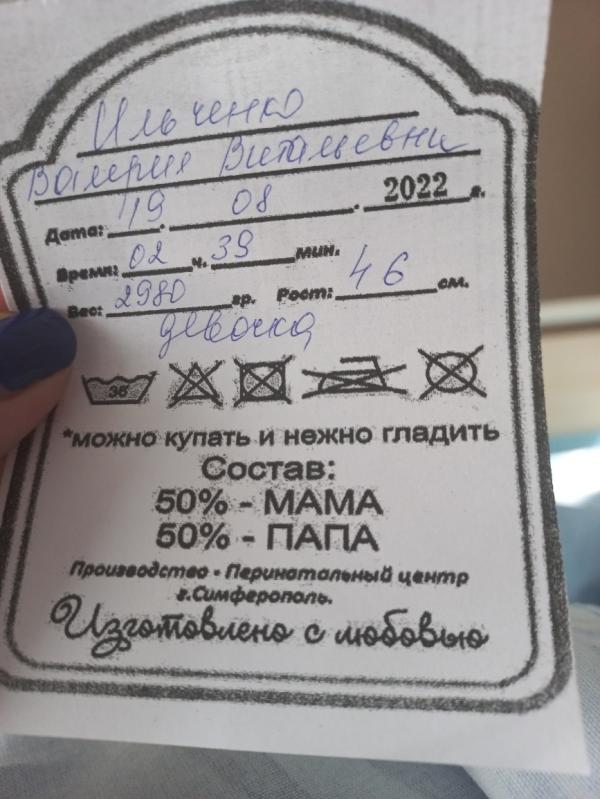 Ильченко
Валерия Витальевна
Дата: 19. 08. 2022 г.
Время: 02 ч. 39 мин.
Вес: 2980 гр. Рост: 46 см.
девочка
36
*можно купать и нежно гладить
Состав:
50% - МАМА
50% - ПАПА
Производство - Перинатальный центр
г.Симферополь.
Изготовлено с любовью